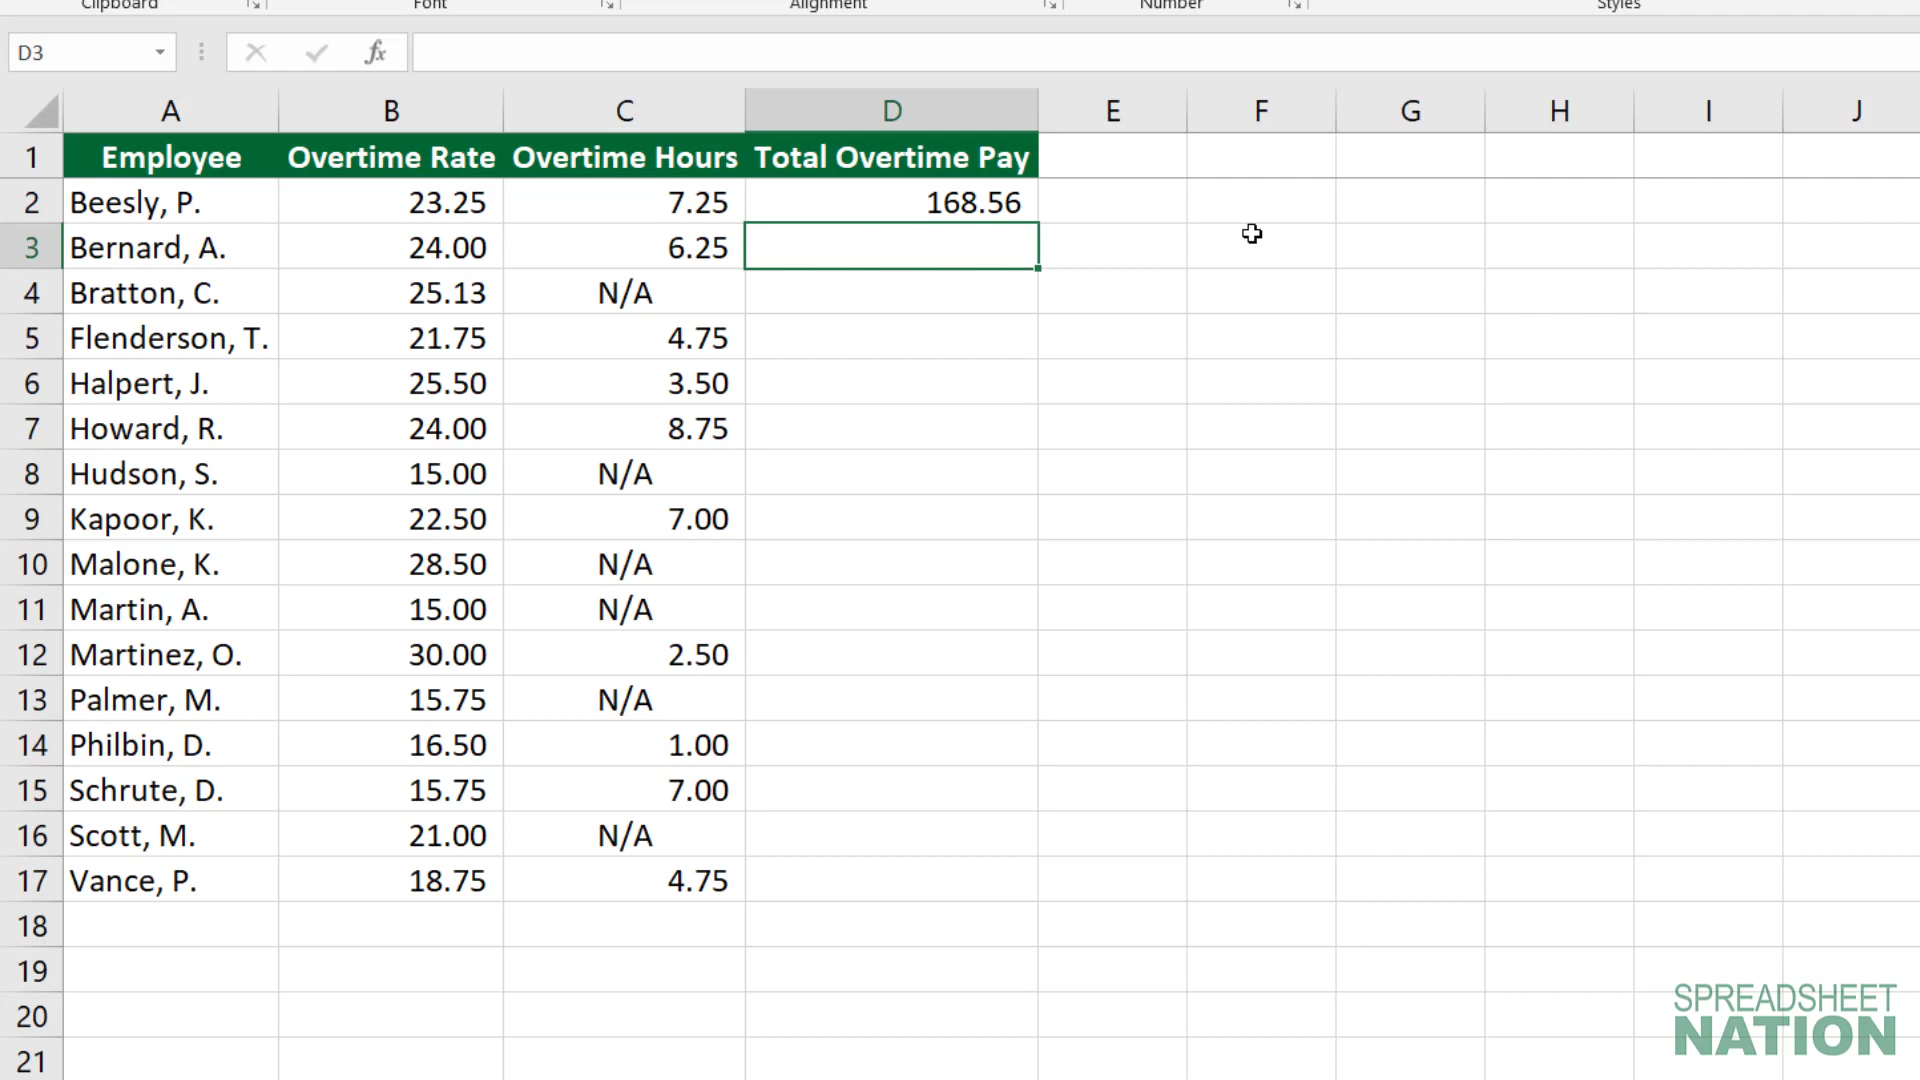 Clipboard Font Alignment Number Styles
D3 fx
A B C D E F G H I J
1 Employee Overtime Rate Overtime Hours Total Overtime Pay
2 Beesly, P. 23.25 7.25 168.56
3 Bernard, A. 24.00 6.25
4 Bratton, C. 25.13 N/A
5 Flenderson, T. 21.75 4.75
6 Halpert, J. 25.50 3.50
7 Howard, R. 24.00 8.75
8 Hudson, S. 15.00 N/A
9 Kapoor, K. 22.50 7.00
10 Malone, K. 28.50 N/A
11 Martin, A. 15.00 N/A
12 Martinez, O. 30.00 2.50
13 Palmer, M. 15.75 N/A
14 Philbin, D. 16.50 1.00
15 Schrute, D. 15.75 7.00
16 Scott, M. 21.00 N/A
17 Vance, P. 18.75 4.75
18
19
20
21
SPREADSHEET
NATION